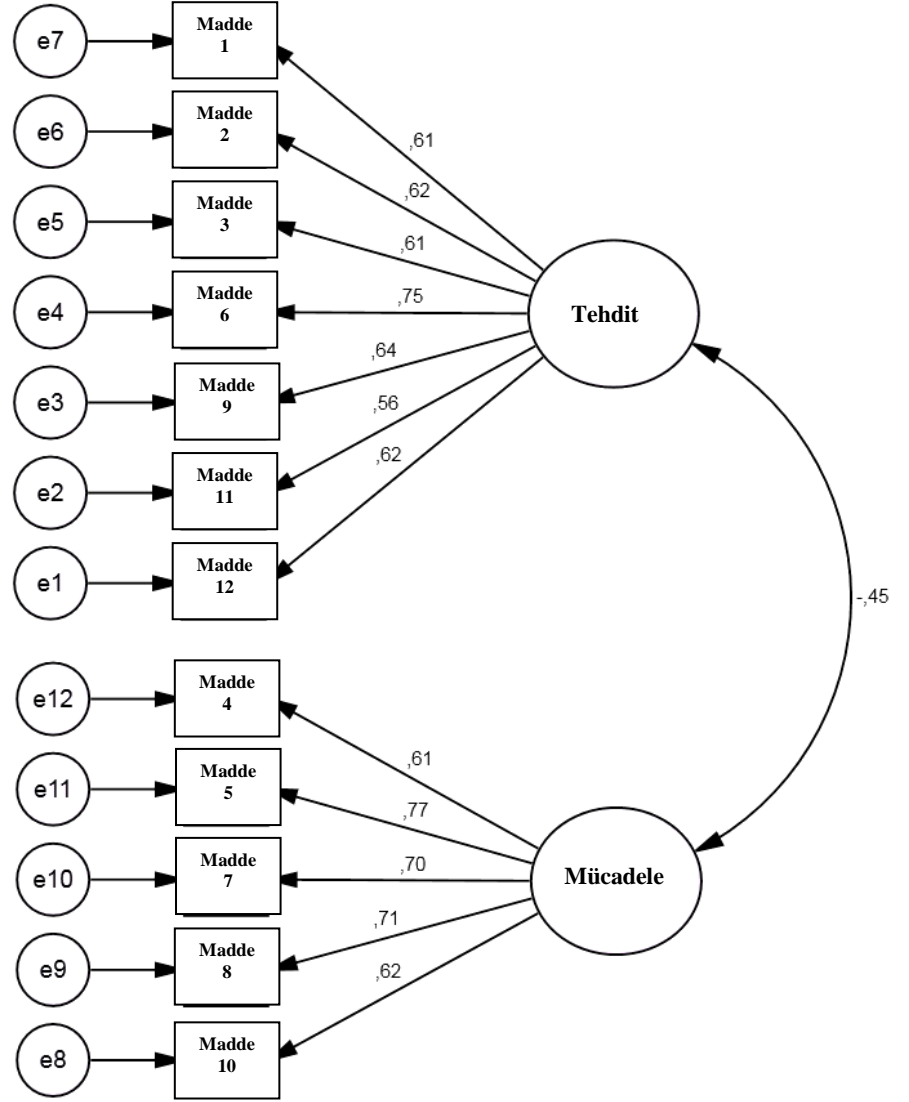 e7
Madde
1
,61
e6
Madde
2
,62
e5
Madde
3
,61
e4
Madde
6
,75
Tehdit
e3
Madde
9
,64
e2
Madde
11
,56
e1
Madde
12
,62
-,45
e12
Madde
4
,61
e11
Madde
5
,77
e10
Madde
7
,70
Mücadele
e9
Madde
8
,71
e8
Madde
10
,62